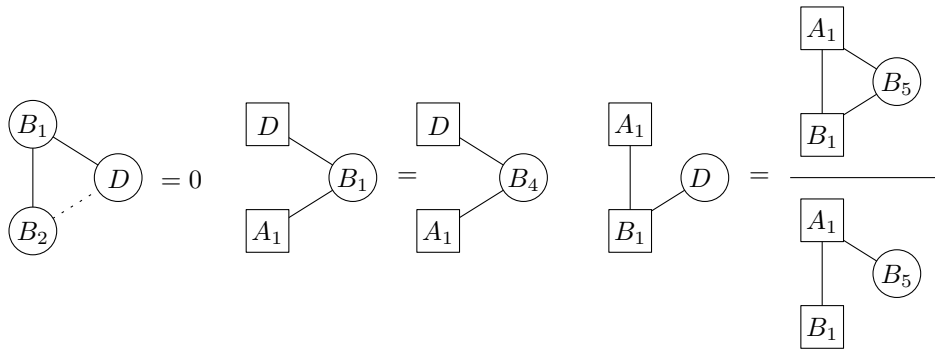 B₁ D B₂ = 0
D B₁ A₁ = D B₄ A₁
A₁ D B₁ = A₁ B₅ B₁
A₁ B₅ B₁